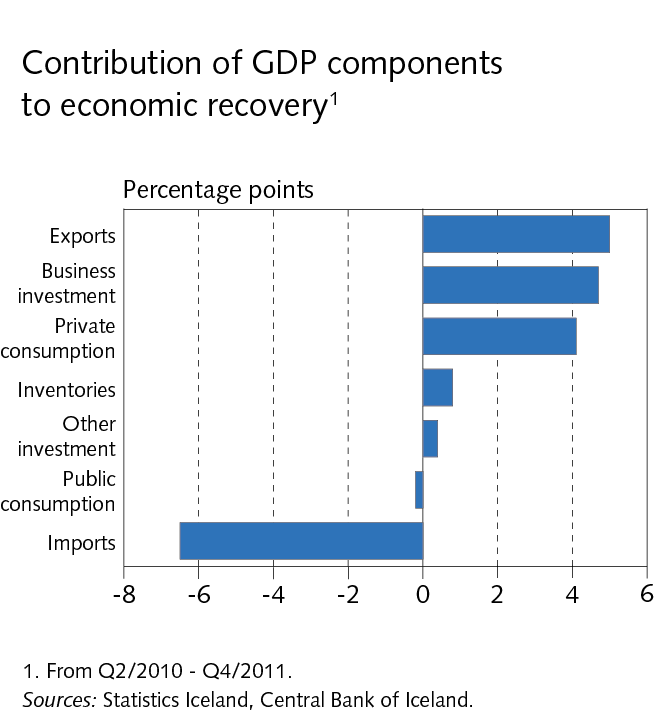 Contribution of GDP components
to economic recovery¹
Percentage points
Exports
Business
investment
Private
consumption
Inventories
Other
investment
Public
consumption
Imports
-8 -6 -4 -2 0 2 4 6
1. From Q2/2010 - Q4/2011.
Sources: Statistics Iceland, Central Bank of Iceland.